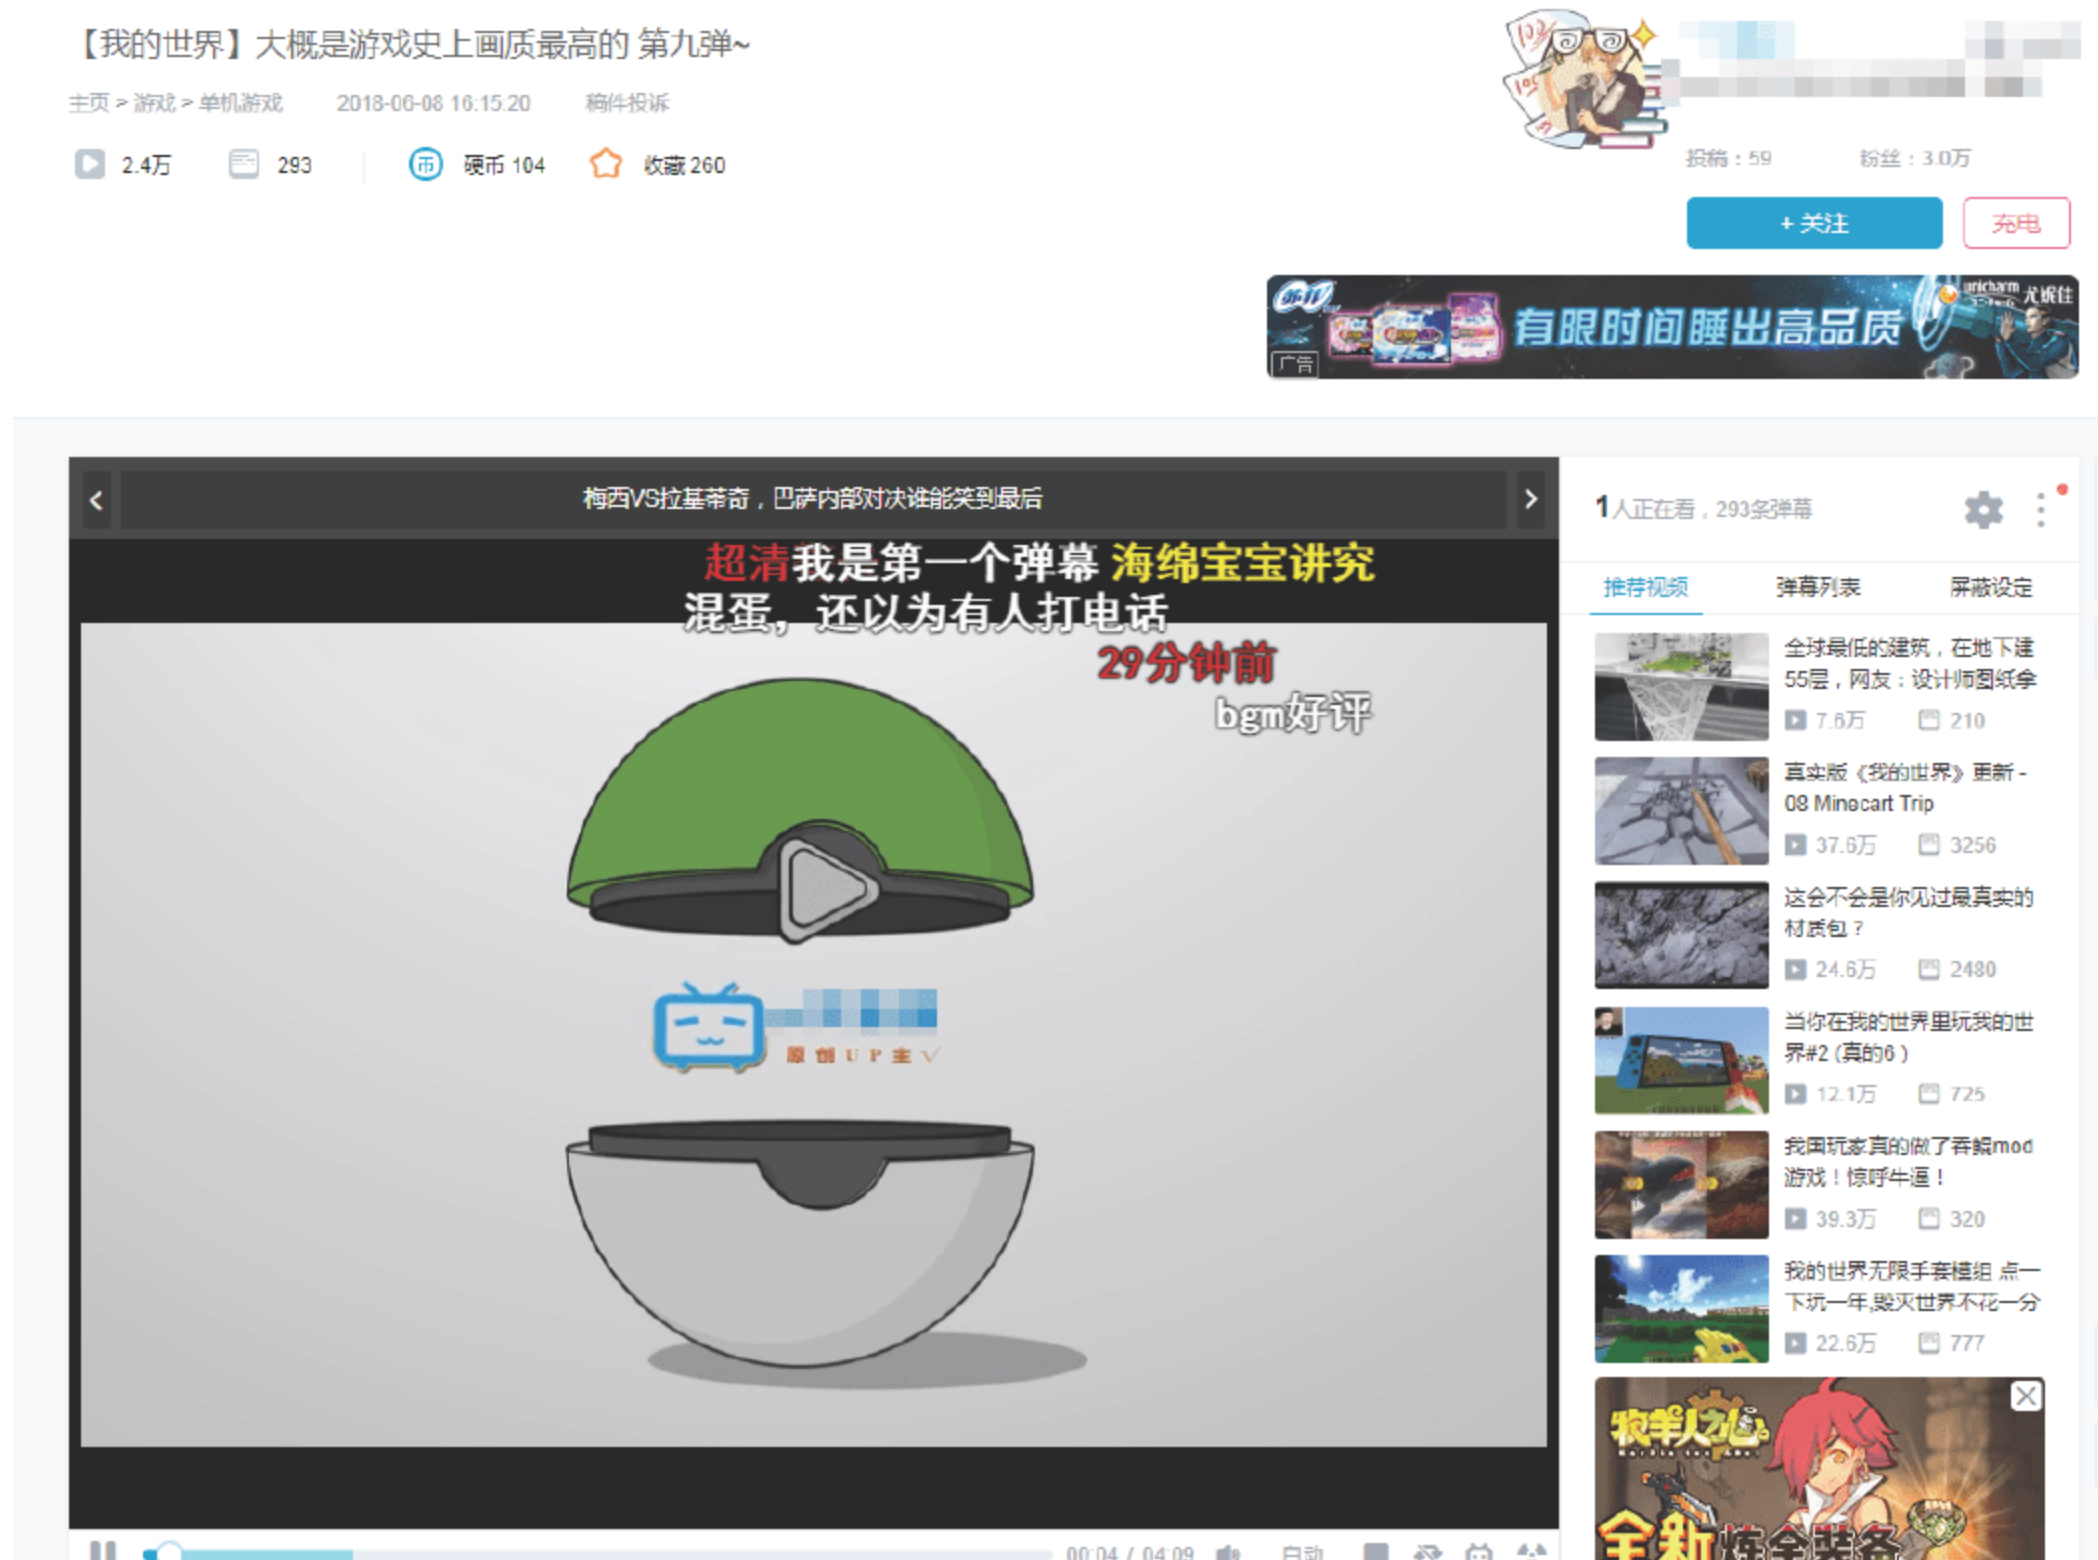 【我的世界】大概是游戏史上画质最高的 第九弹~
主页 > 游戏 > 单机游戏 2018-06-08 16:15:20 稿件投诉
2.4万 293 币 硬币 104 收藏 260
投稿：59 粉丝：3.0万
+ 关注 充电
苏菲 有限时间睡出高品质 unicharm 尤妮佳
广告
梅西VS拉基蒂奇，巴萨内部对决谁能笑到最后
超清 我是第一个弹幕 海绵宝宝讲究
混蛋，还以为有人打电话
29分钟前
bgm好评
原创UP主√
00:04 / 04:09 自动
1人正在看，293条弹幕
推荐视频 弹幕列表 屏蔽设定
全球最低的建筑，在地下建
55层，网友：设计师图纸拿
7.6万 210
真实版《我的世界》更新 -
08 Minecart Trip
37.6万 3256
这会不会是你见过最真实的
材质包？
24.6万 2480
当你在我的世界里玩我的世
界#2 (真的6 )
12.1万 725
我国玩家真的做了吞鲲mod
游戏！惊呼牛逼！
39.3万 320
我的世界无限手套模组 点一
下玩一年,毁灭世界不花一分
22.6万 777
牧羊人之心
全新炼金装备